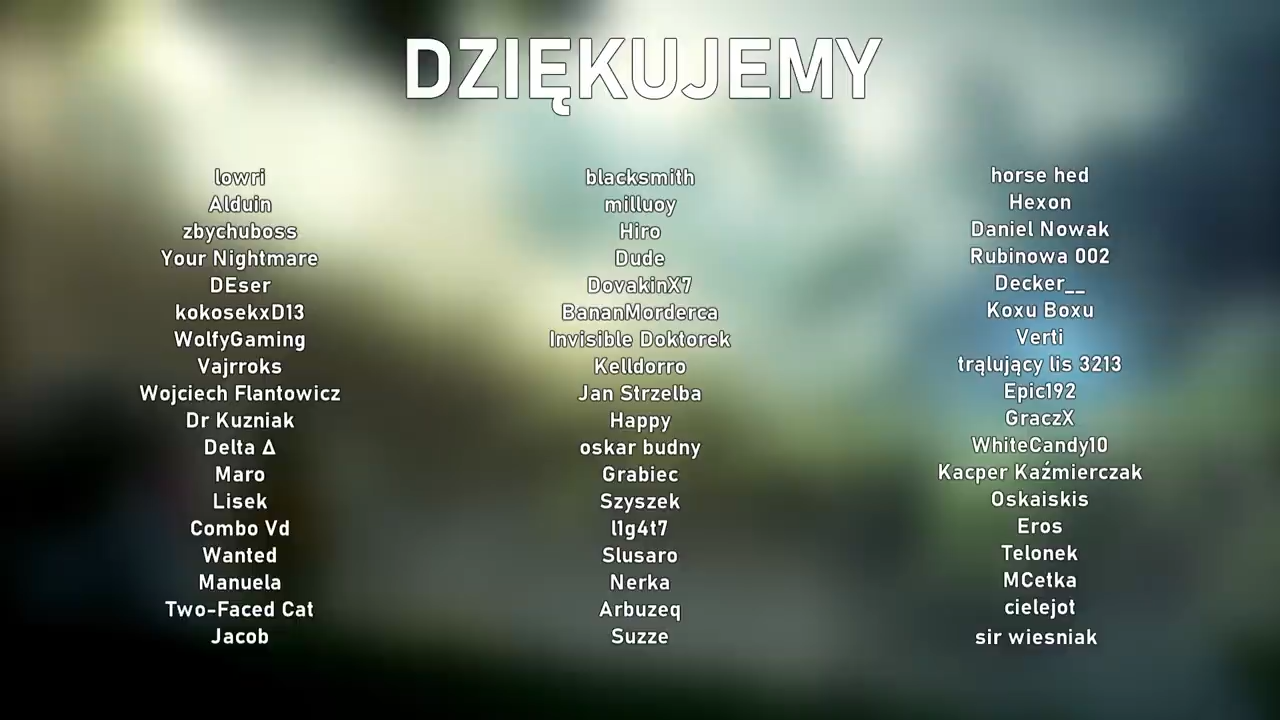 DZIĘKUJEMY
lowri
Alduin
zbychuboss
Your Nightmare
DEser
kokosekxD13
WolfyGaming
Vajrroks
Wojciech Flantowicz
Dr Kuzniak
Delta Δ
Maro
Lisek
Combo Vd
Wanted
Manuela
Two-Faced Cat
Jacob
blacksmith
milluoy
Hiro
Dude
DovakinX7
BananMorderca
Invisible Doktorek
Kelldorro
Jan Strzelba
Happy
oskar budny
Grabiec
Szyszek
l1g4t7
Slusaro
Nerka
Arbuzeq
Suzze
horse hed
Hexon
Daniel Nowak
Rubinowa 002
Decker__
Koxu Boxu
Verti
trąlujący lis 3213
Epic192
GraczX
WhiteCandy10
Kacper Kaźmierczak
Oskaiskis
Eros
Telonek
MCetka
cielejot
sir wiesniak